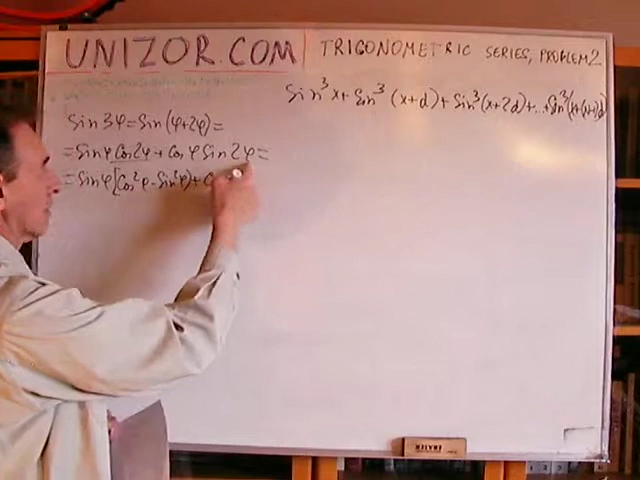 UNIZOR.COM
TRIGONOMETRIC SERIES, PROBLEM 2
Sin³x + Sin³(x+d) + Sin³(x+2d) + ... Sin³(x+(n-1)d)
Sin 3φ = Sin(φ+2φ) =
= Sinφ Cos2φ + Cosφ Sin2φ =
= Sinφ(Cos²φ - Sin²φ) + C